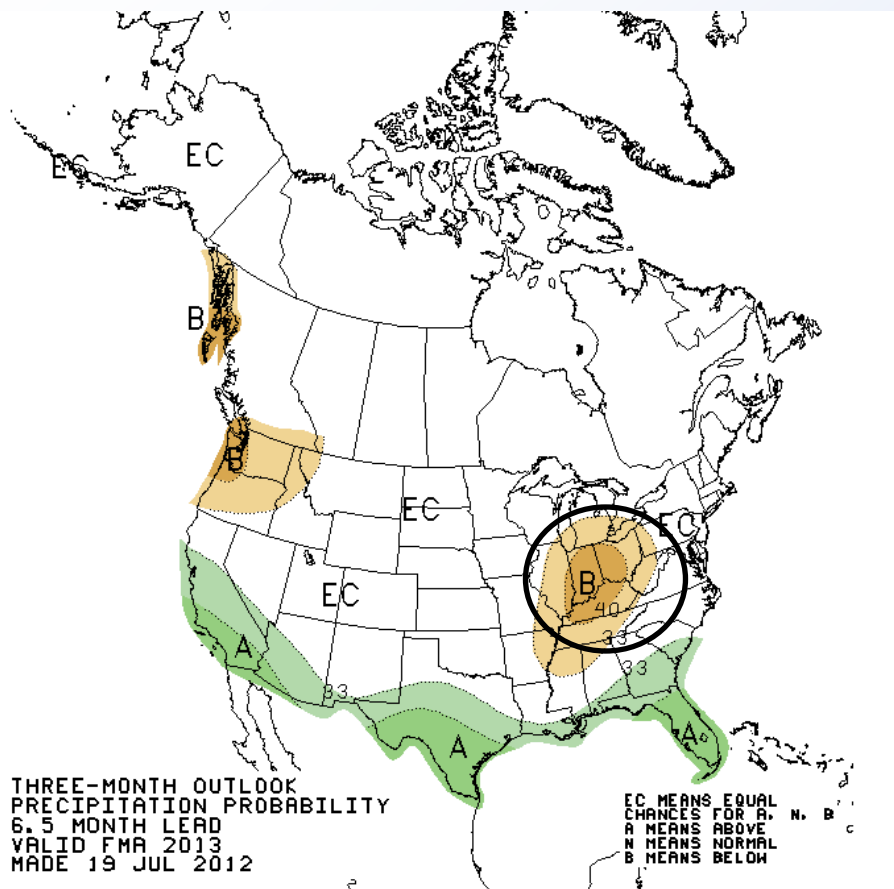 EC
EC
B
B
EC
EC
EC
B
40
33
A
33
33
A
A
THREE-MONTH OUTLOOK
PRECIPITATION PROBABILITY
6.5 MONTH LEAD
VALID FMA 2013
MADE 19 JUL 2012
EC MEANS EQUAL
CHANCES FOR A, N, B
A MEANS ABOVE
N MEANS NORMAL
B MEANS BELOW